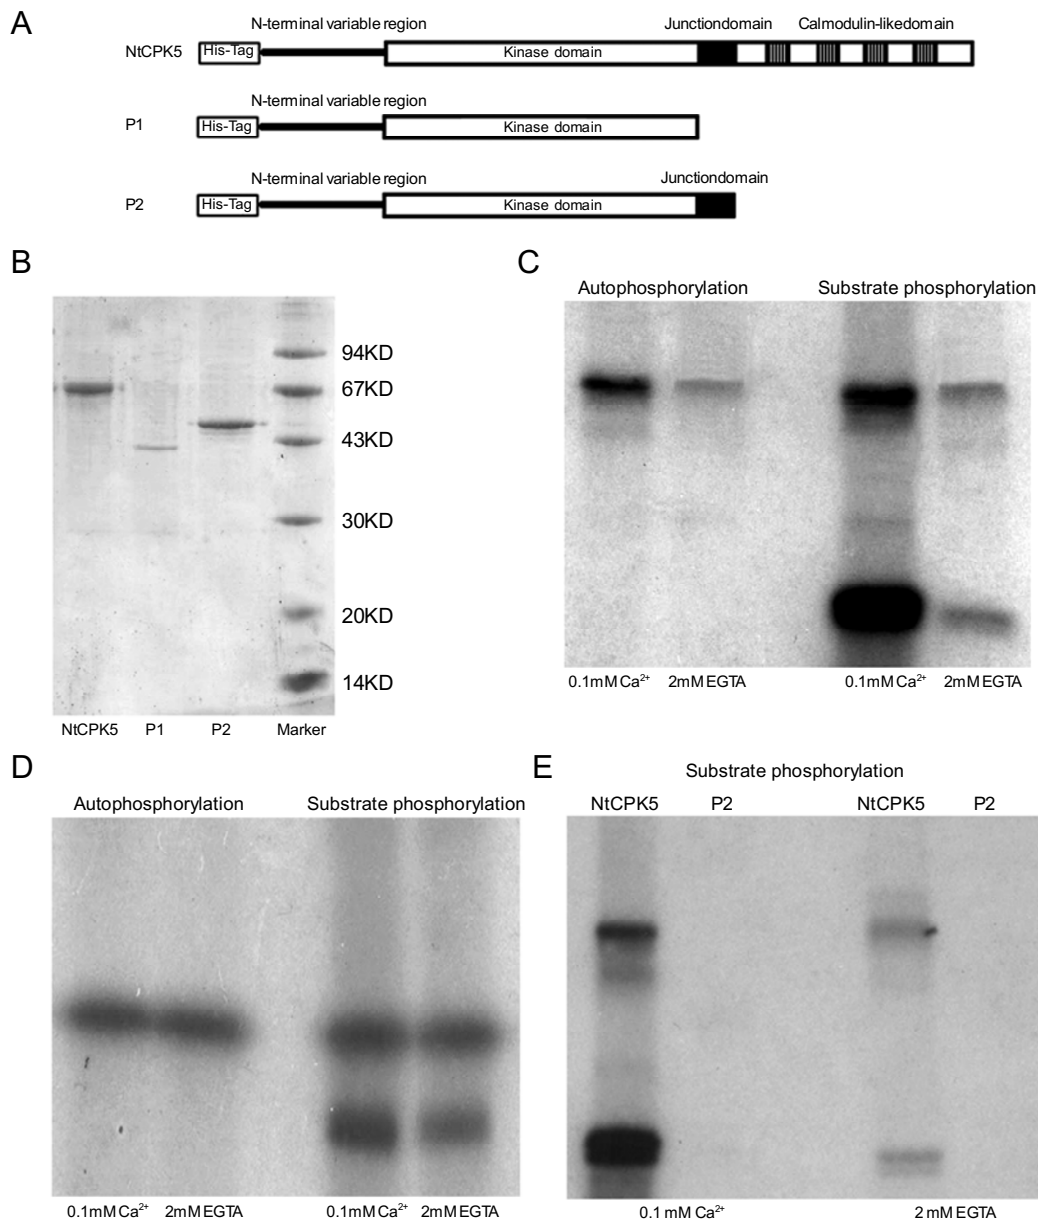 A
N-terminal variable region Junctiondomain Calmodulin-likedomain
NtCPK5 His-Tag Kinase domain
N-terminal variable region
P1 His-Tag Kinase domain
N-terminal variable region Junctiondomain
P2 His-Tag Kinase domain
B
94KD
67KD
43KD
30KD
20KD
14KD
NtCPK5 P1 P2 Marker
C
Autophosphorylation Substrate phosphorylation
0.1mM Ca²⁺ 2mM EGTA 0.1mM Ca²⁺ 2mM EGTA
D
Autophosphorylation Substrate phosphorylation
0.1mM Ca²⁺ 2mM EGTA 0.1mM Ca²⁺ 2mM EGTA
E
Substrate phosphorylation
NtCPK5 P2 NtCPK5 P2
0.1 mM Ca²⁺ 2 mM EGTA